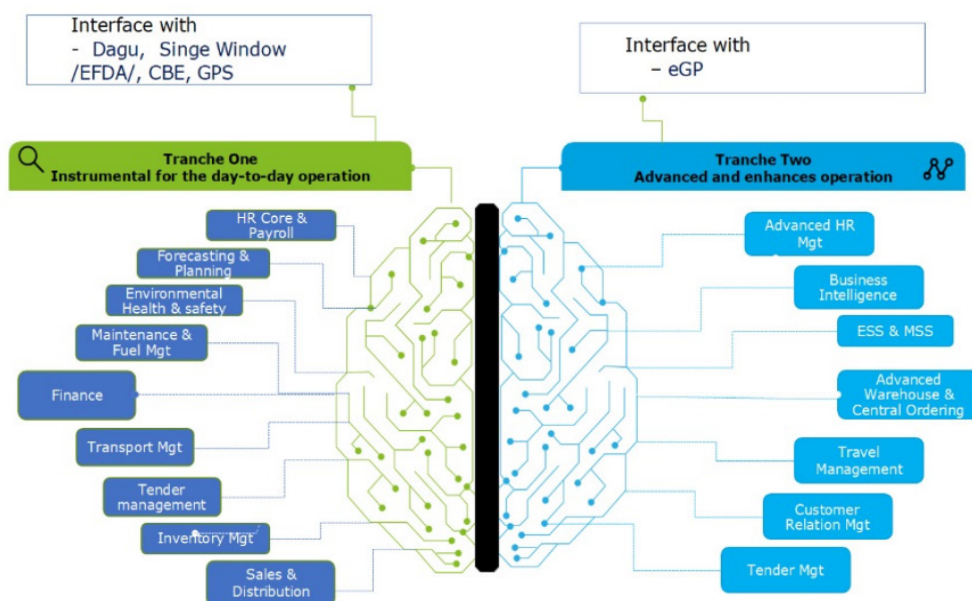 Interface with
- Dagu, Singe Window
/EFDA/, CBE, GPS
Interface with
– eGP
Tranche One
Instrumental for the day-to-day operation
Tranche Two
Advanced and enhances operation
HR Core &
Payroll
Forecasting &
Planning
Environmental
Health & safety
Maintenance &
Fuel Mgt
Finance
Transport Mgt
Tender
management
Inventory Mgt
Sales &
Distribution
Advanced HR
Mgt
Business
Intelligence
ESS & MSS
Advanced
Warehouse &
Central Ordering
Travel
Management
Customer
Relation Mgt
Tender Mgt